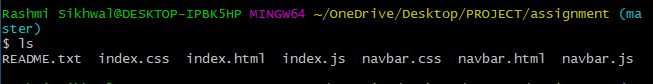 Rashmi Sikhwal@DESKTOP-IPBK5HP MINGW64 ~/OneDrive/Desktop/PROJECT/assignment (ma
ster)
$ ls
README.txt  index.css  index.html  index.js  navbar.css  navbar.html  navbar.js